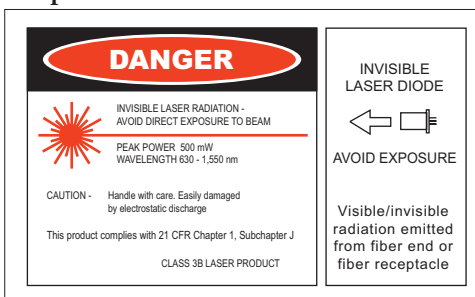 DANGER
INVISIBLE LASER RADIATION -
AVOID DIRECT EXPOSURE TO BEAM
PEAK POWER 500 mW
WAVELENGTH 630 - 1,550 nm
CAUTION - Handle with care. Easily damaged
by electrostatic discharge
This product complies with 21 CFR Chapter 1, Subchapter J
CLASS 3B LASER PRODUCT
INVISIBLE
LASER DIODE
AVOID EXPOSURE
Visible/invisible
radiation emitted
from fiber end or
fiber receptacle